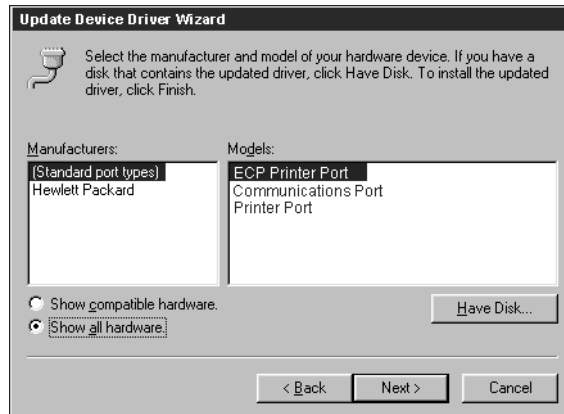 Update Device Driver Wizard
Select the manufacturer and model of your hardware device. If you have a
disk that contains the updated driver, click Have Disk. To install the updated
driver, click Finish.
Manufacturers:
Models:
(Standard port types)
Hewlett Packard
ECP Printer Port
Communications Port
Printer Port
Show compatible hardware.
Show all hardware.
Have Disk...
< Back
Next >
Cancel